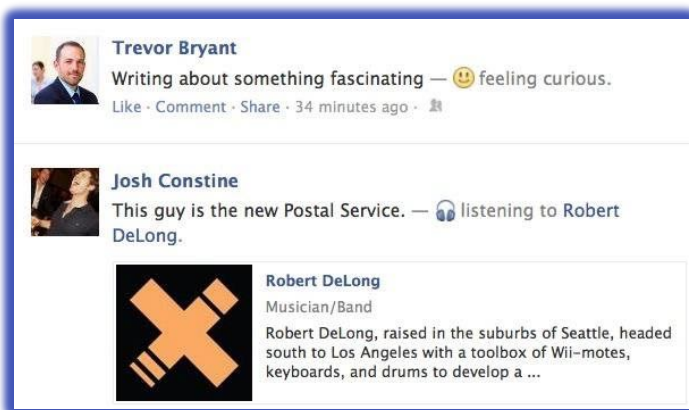 Trevor Bryant
Writing about something fascinating — feeling curious.
Like · Comment · Share · 34 minutes ago ·
Josh Constine
This guy is the new Postal Service. — listening to Robert
DeLong.
Robert DeLong
Musician/Band
Robert DeLong, raised in the suburbs of Seattle, headed
south to Los Angeles with a toolbox of Wii-motes,
keyboards, and drums to develop a ...